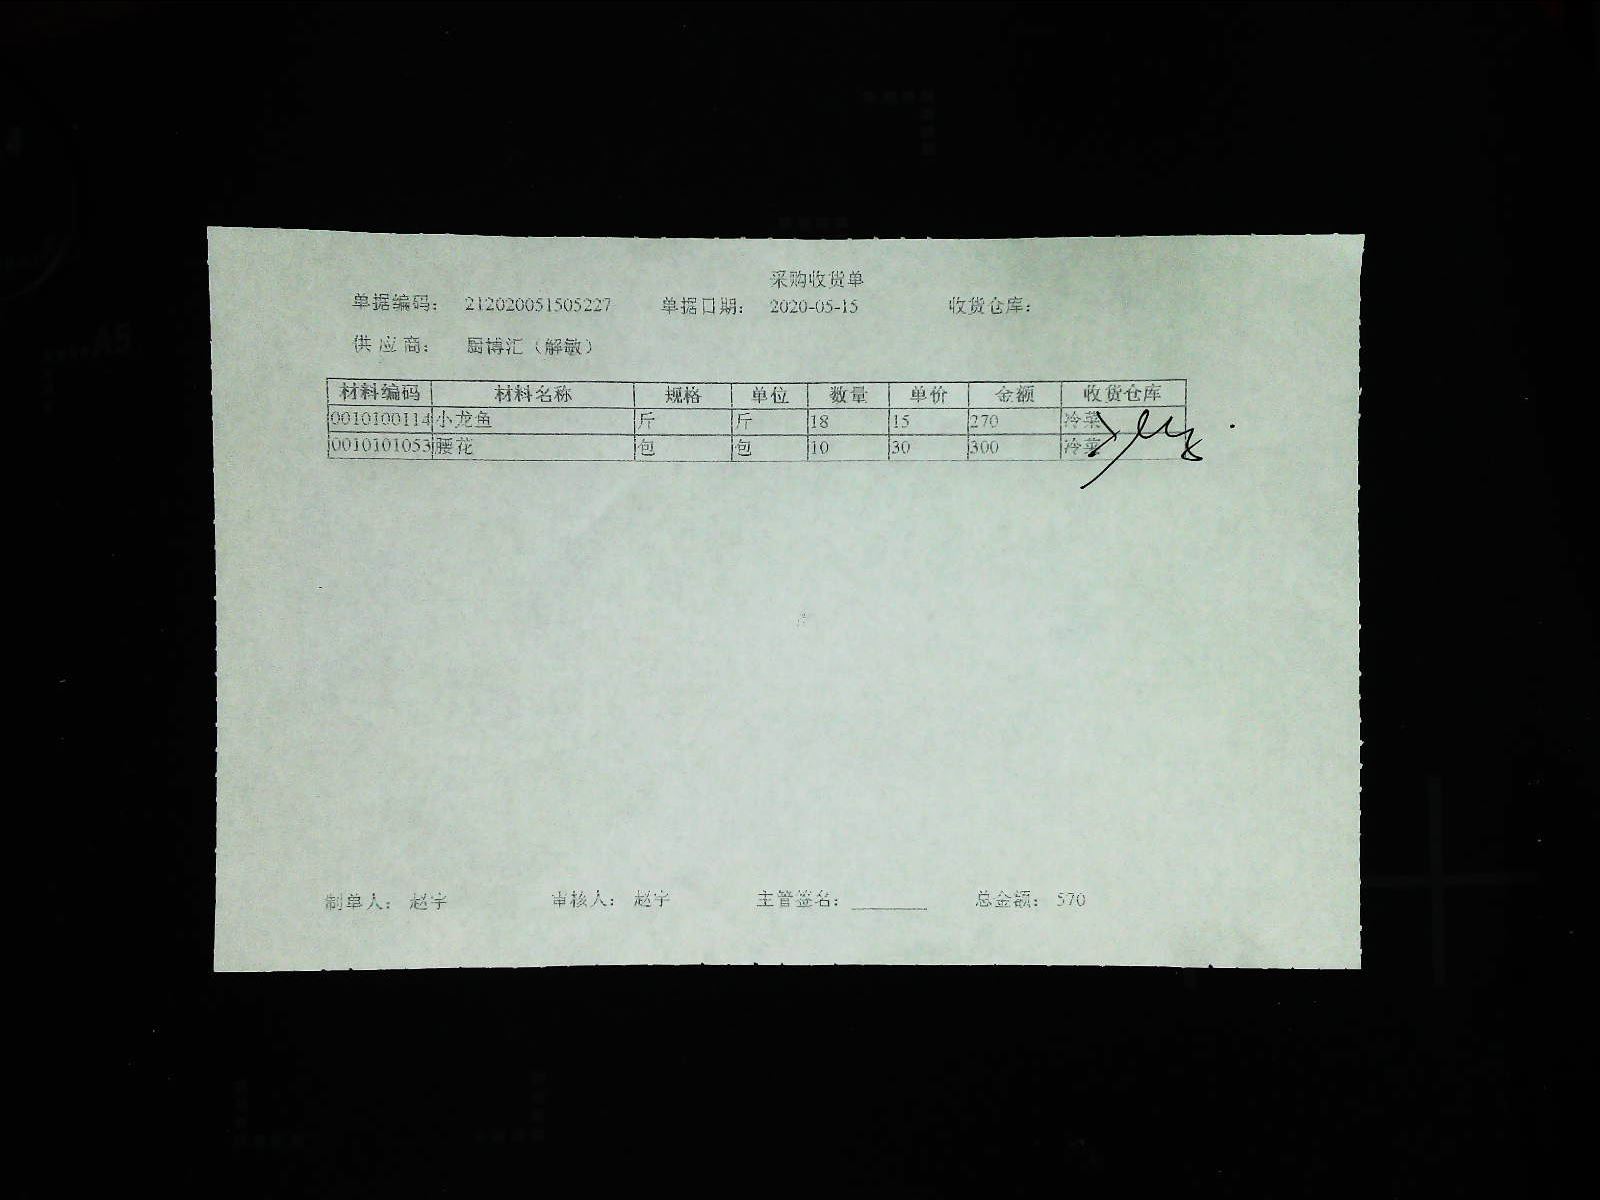 采购收货单
单据编码： 212020051505227 单据日期： 2020-05-15 收货仓库：
供应商： 厨博汇（解敏）
材料编码 材料名称 规格 单位 数量 单价 金额 收货仓库
0010100114 小龙鱼 斤 斤 18 15 270 冷菜
0010101053 腰花 包 包 10 30 300 冷菜
制单人： 赵宇 审核人： 赵宇 主管签名： 总金额： 570